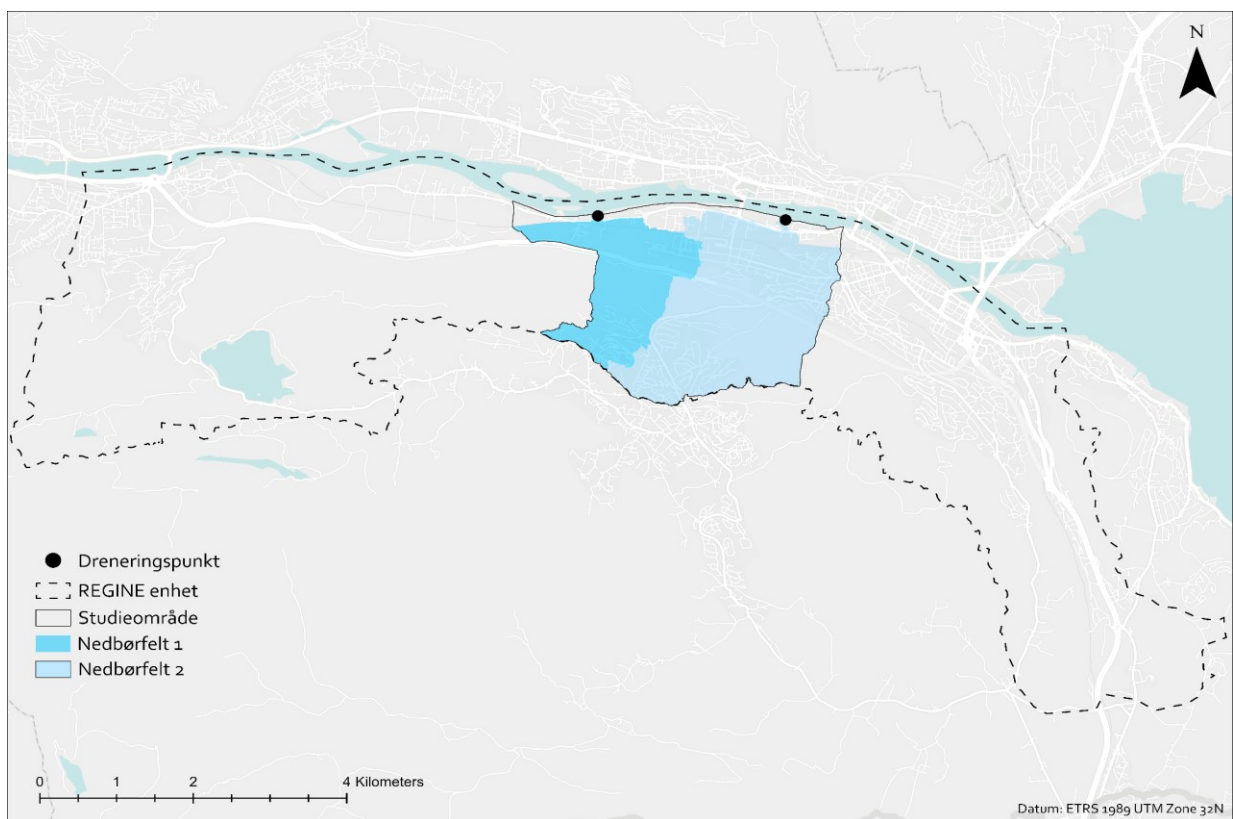 N
Dreneringspunkt
REGINE enhet
Studieområde
Nedbørfelt 1
Nedbørfelt 2
0 1 2 4 Kilometers
Datum: ETRS 1989 UTM Zone 32N